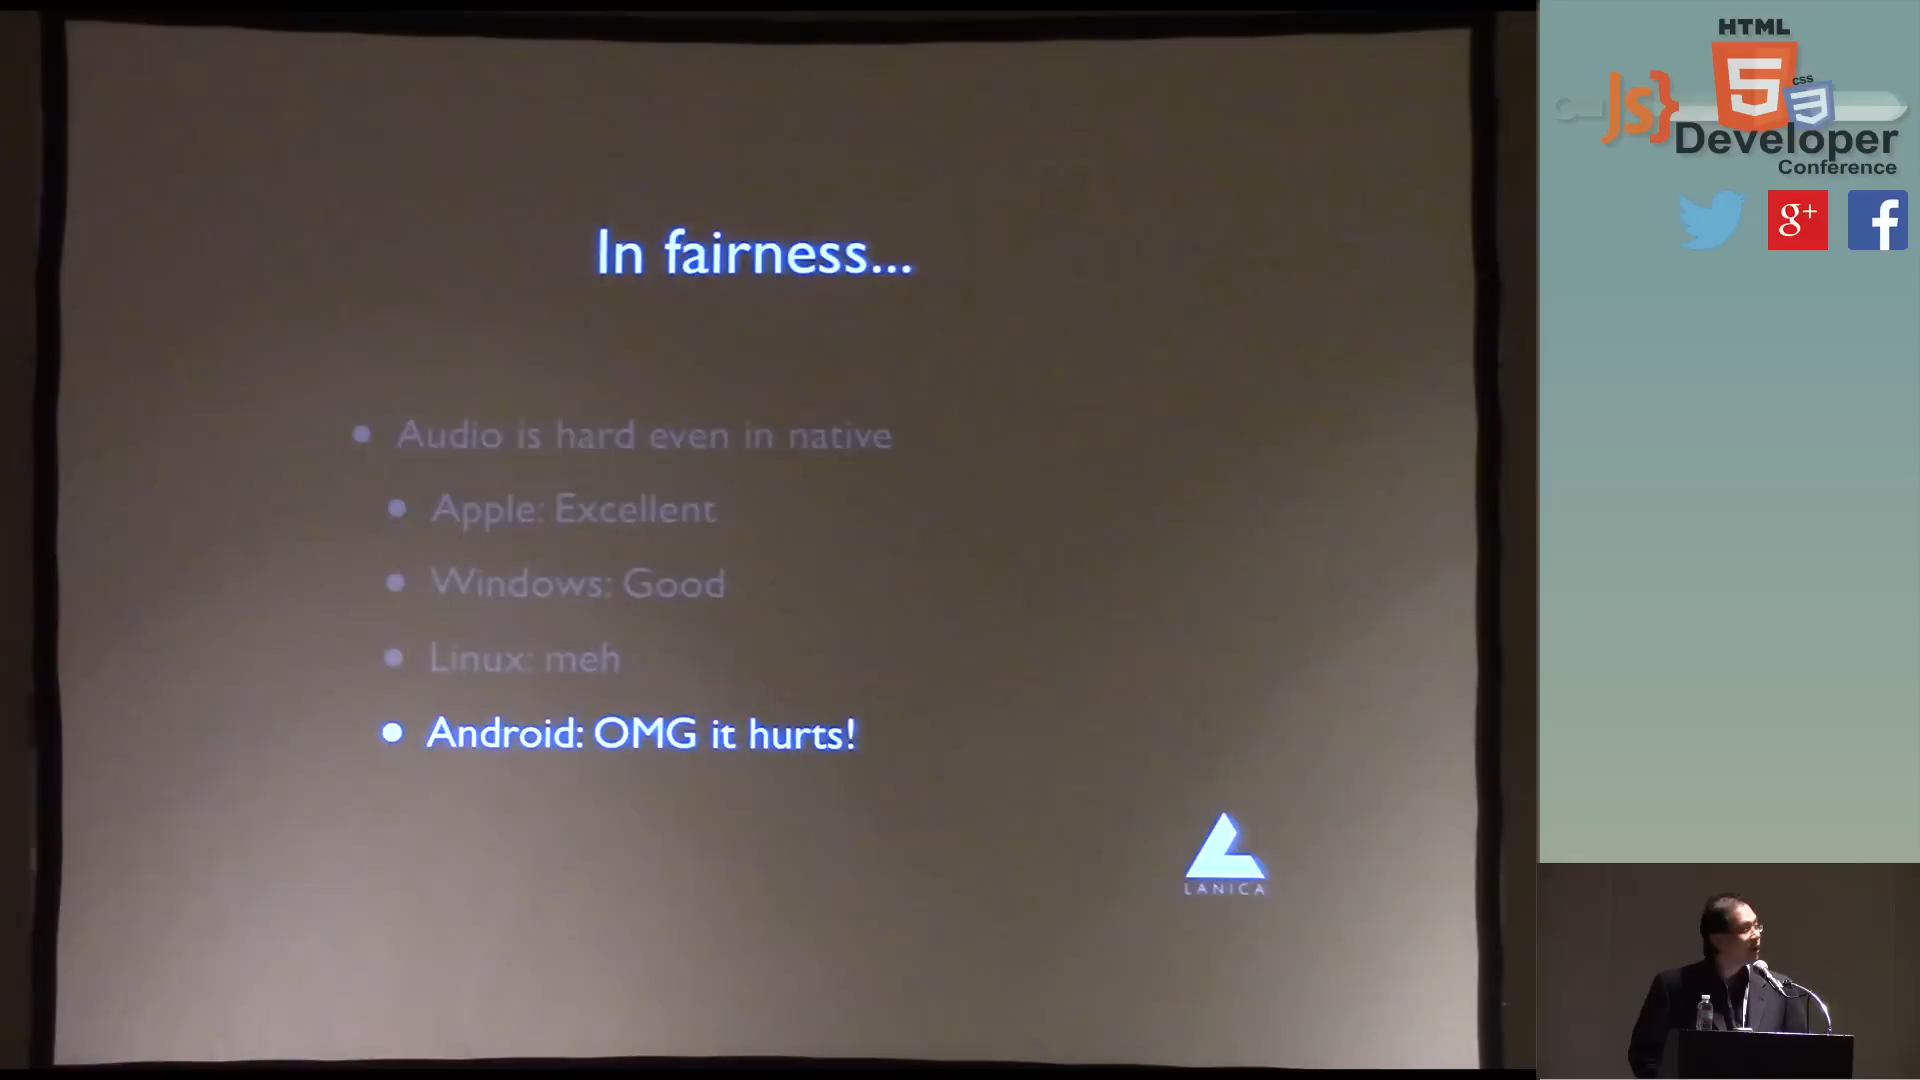 In fairness...
• Audio is hard even in native
• Apple: Excellent
• Windows: Good
• Linux: meh
• Android: OMG it hurts!
LANICA
HTML
5
CSS
3
JS}
Developer
Conference
g+
f